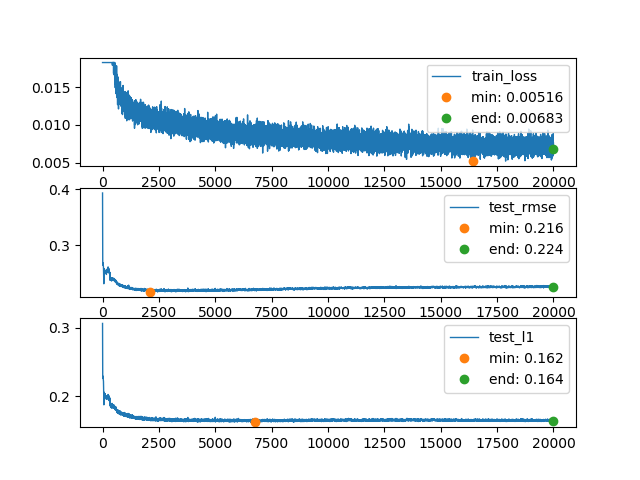 0.015
0.010
0.005
train_loss
min: 0.00516
end: 0.00683
0 2500 5000 7500 10000 12500 15000 17500 20000
0.4
0.3
test_rmse
min: 0.216
end: 0.224
0 2500 5000 7500 10000 12500 15000 17500 20000
0.3
0.2
test_l1
min: 0.162
end: 0.164
0 2500 5000 7500 10000 12500 15000 17500 20000